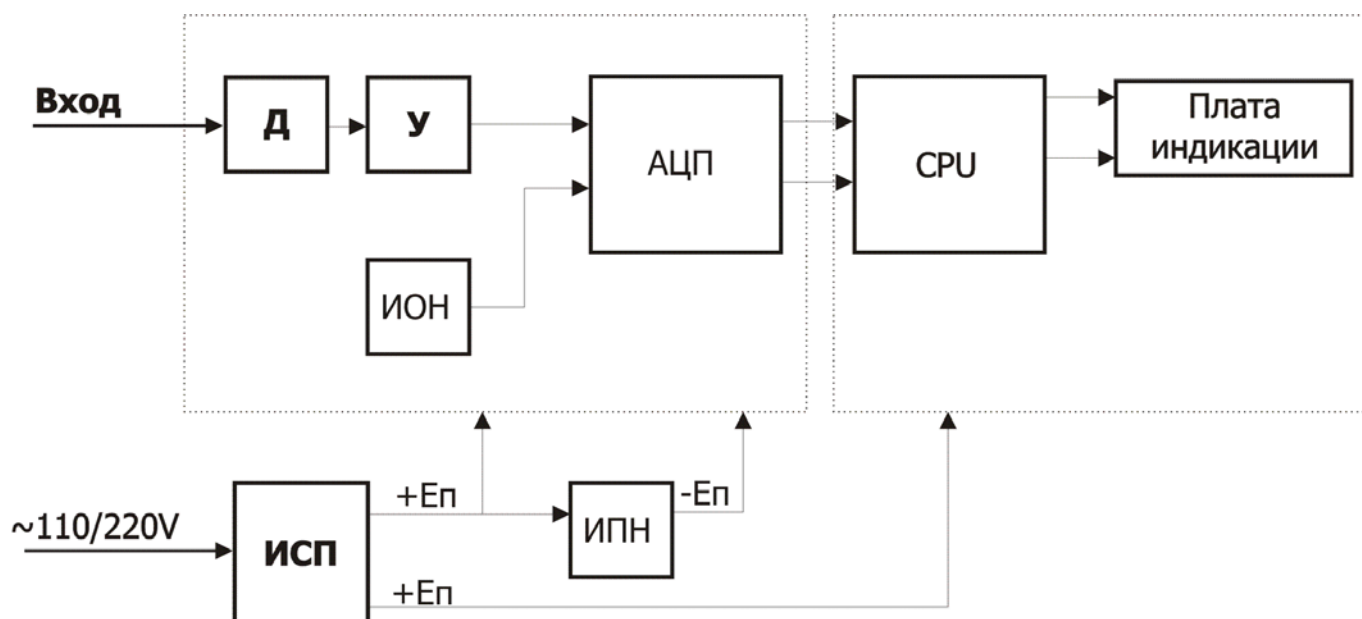 Вход
Д
У
АЦП
CPU
Плата
индикации
ИОН
~110/220V
ИСП
+Еп
ИПН
-Еп
+Еп